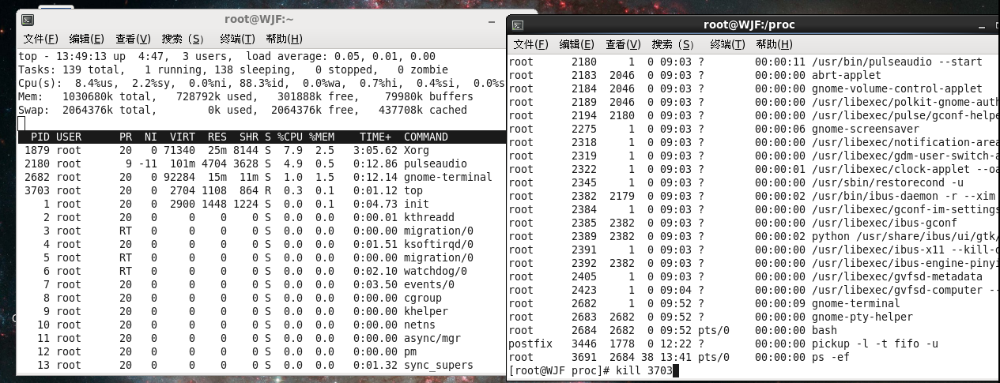 root@WJF:~
文件(F) 编辑(E) 查看(V) 搜索 (S) 终端(T) 帮助(H)
top - 13:49:13 up  4:47,  3 users,  load average: 0.05, 0.01, 0.00
Tasks: 139 total,   1 running, 138 sleeping,   0 stopped,   0 zombie
Cpu(s):  8.4%us,  2.2%sy,  0.0%ni, 88.3%id,  0.0%wa,  0.7%hi,  0.4%si,  0.0%s
Mem:   1030680k total,   728792k used,   301888k free,    79980k buffers
Swap:  2064376k total,        0k used,  2064376k free,   437708k cached
PID USER      PR  NI  VIRT  RES  SHR S %CPU %MEM    TIME+  COMMAND
1879 root      20   0 71340  25m 8144 S  7.9  2.5   3:05.62 Xorg
2180 root       9 -11  101m 4704 3628 S  4.9  0.5   0:12.86 pulseaudio
2682 root      20   0 92284  15m  11m S  1.0  1.5   0:12.14 gnome-terminal
3703 root      20   0  2704 1108  864 R  0.3  0.1   0:01.12 top
1 root      20   0  2900 1448 1224 S  0.0  0.1   0:04.73 init
2 root      20   0     0    0    0 S  0.0  0.0   0:00.01 kthreadd
3 root      RT   0     0    0    0 S  0.0  0.0   0:00.00 migration/0
4 root      20   0     0    0    0 S  0.0  0.0   0:01.51 ksoftirqd/0
5 root      RT   0     0    0    0 S  0.0  0.0   0:00.00 migration/0
6 root      RT   0     0    0    0 S  0.0  0.0   0:02.10 watchdog/0
7 root      20   0     0    0    0 S  0.0  0.0   0:03.50 events/0
8 root      20   0     0    0    0 S  0.0  0.0   0:00.00 cgroup
9 root      20   0     0    0    0 S  0.0  0.0   0:00.00 khelper
10 root      20   0     0    0    0 S  0.0  0.0   0:00.00 netns
11 root      20   0     0    0    0 S  0.0  0.0   0:00.00 async/mgr
12 root      20   0     0    0    0 S  0.0  0.0   0:00.00 pm
13 root      20   0     0    0    0 S  0.0  0.0   0:01.32 sync_supers
root@WJF:/proc
文件(F) 编辑(E) 查看(V) 搜索 (S) 终端(T) 帮助(H)
root      2180     1  0 09:03 ?        00:00:11 /usr/bin/pulseaudio --start
root      2183  2046  0 09:03 ?        00:00:00 abrt-applet
root      2184  2046  0 09:03 ?        00:00:00 gnome-volume-control-applet
root      2189  2046  0 09:03 ?        00:00:00 /usr/libexec/polkit-gnome-auth
root      2194  2180  0 09:03 ?        00:00:00 /usr/libexec/pulse/gconf-helpe
root      2275     1  0 09:03 ?        00:00:06 gnome-screensaver
root      2318     1  0 09:03 ?        00:00:00 /usr/libexec/notification-area
root      2319     1  0 09:03 ?        00:00:00 /usr/libexec/gdm-user-switch-a
root      2322     1  0 09:03 ?        00:00:01 /usr/libexec/clock-applet --oa
root      2345     1  0 09:03 ?        00:00:00 /usr/sbin/restorecond -u
root      2382  2179  0 09:03 ?        00:00:02 /usr/bin/ibus-daemon -r --xim
root      2384     1  0 09:03 ?        00:00:00 /usr/libexec/gconf-im-settings
root      2385  2382  0 09:03 ?        00:00:00 /usr/libexec/ibus-gconf
root      2389  2382  0 09:03 ?        00:00:02 python /usr/share/ibus/ui/gtk/
root      2391     1  0 09:03 ?        00:00:00 /usr/libexec/ibus-x11 --kill-d
root      2392  2382  0 09:03 ?        00:00:00 /usr/libexec/ibus-engine-pinyi
root      2405     1  0 09:03 ?        00:00:00 /usr/libexec/gvfsd-metadata
root      2423     1  0 09:04 ?        00:00:00 /usr/libexec/gvfsd-computer --
root      2682     1  0 09:52 ?        00:00:09 gnome-terminal
root      2683  2682  0 09:52 ?        00:00:00 gnome-pty-helper
root      2684  2682  0 09:52 pts/0    00:00:00 bash
postfix   3446  1778  0 12:22 ?        00:00:00 pickup -l -t fifo -u
root      3691  2684 38 13:41 pts/0    00:00:00 ps -ef
[root@WJF proc]# kill 3703